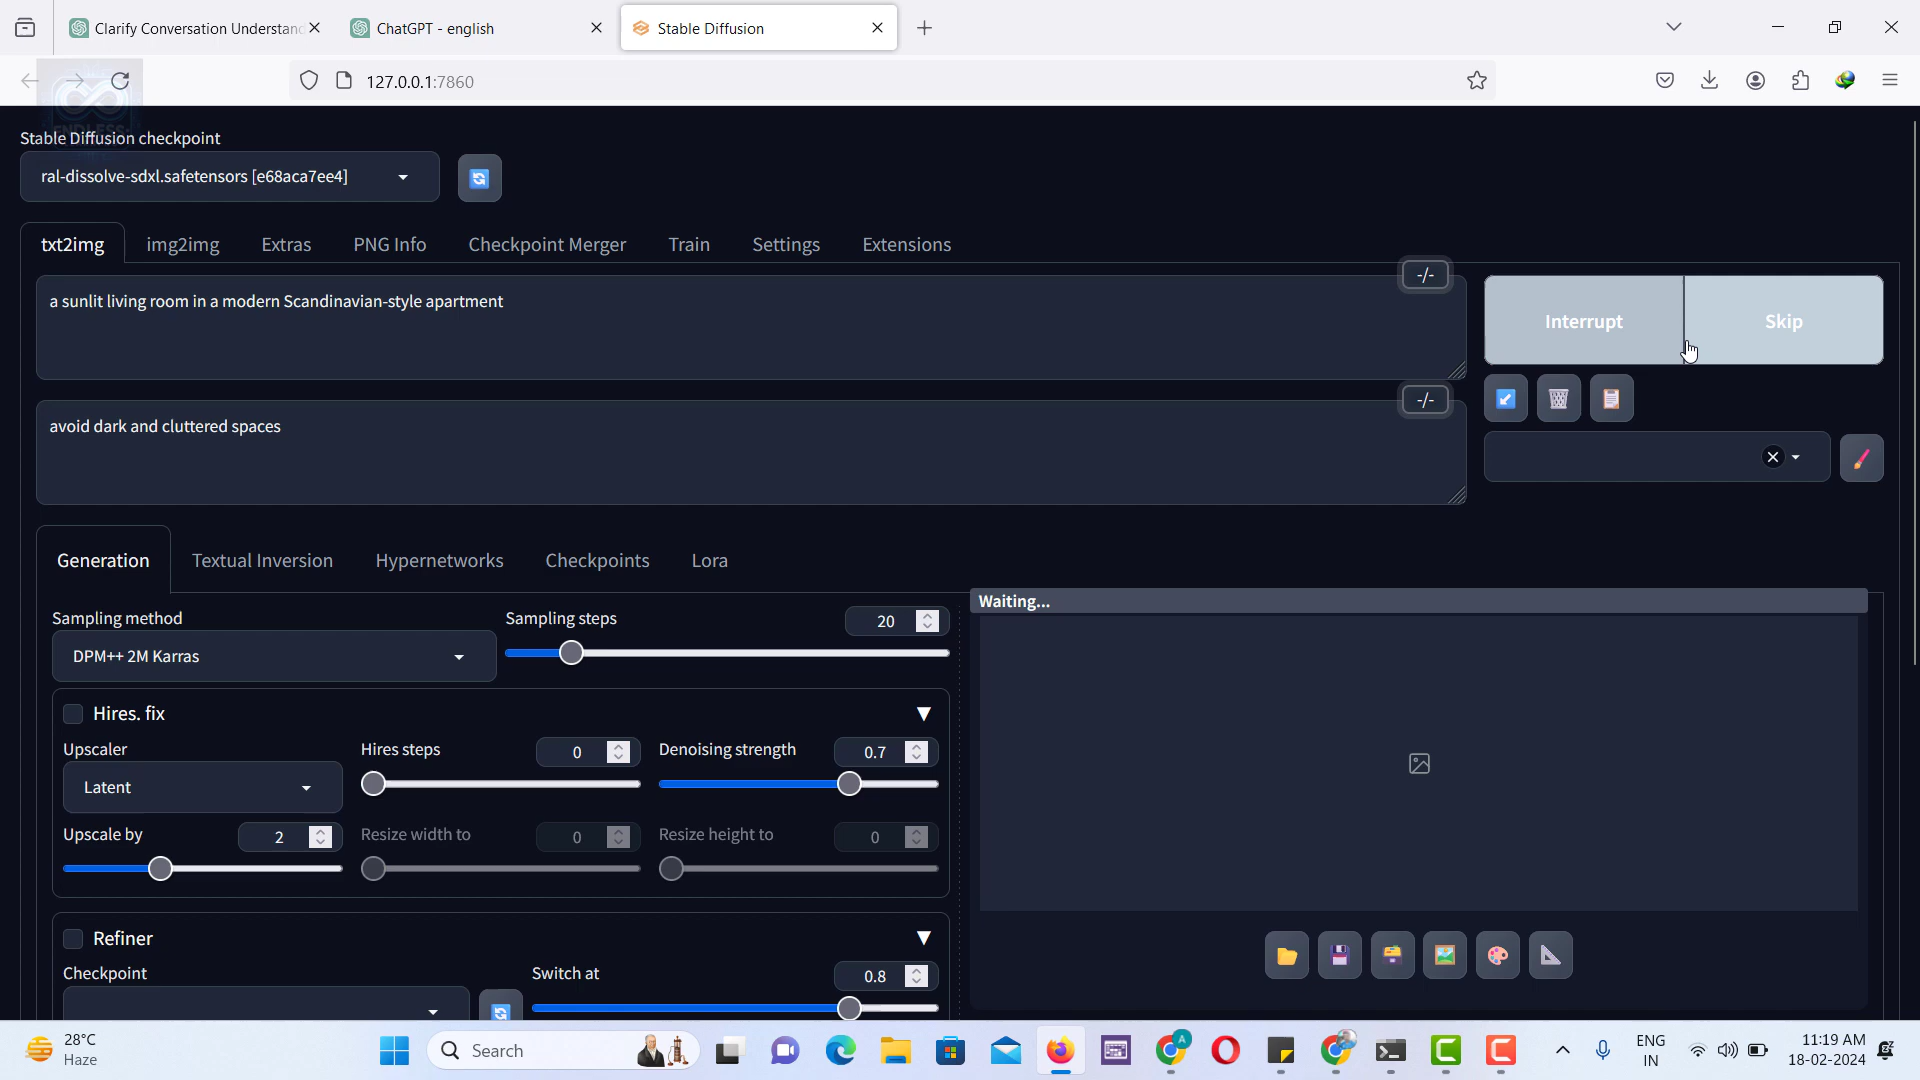 Clarify Conversation Understand
ChatGPT - english
Stable Diffusion
127.0.0.1:7860
ENDLESS
Stable Diffusion checkpoint
ral-dissolve-sdxl.safetensors [e68aca7ee4]
txt2img img2img Extras PNG Info Checkpoint Merger Train Settings Extensions
-/-
a sunlit living room in a modern Scandinavian-style apartment
Interrupt Skip
-/-
avoid dark and cluttered spaces
Generation Textual Inversion Hypernetworks Checkpoints Lora
Waiting...
Sampling method Sampling steps 20
DPM++ 2M Karras
Hires. fix
Upscaler Hires steps 0 Denoising strength 0.7
Latent
Upscale by 2 Resize width to 0 Resize height to 0
Refiner
Checkpoint Switch at 0.8
28°C
Haze
Search
ENG
IN
11:19 AM
18-02-2024